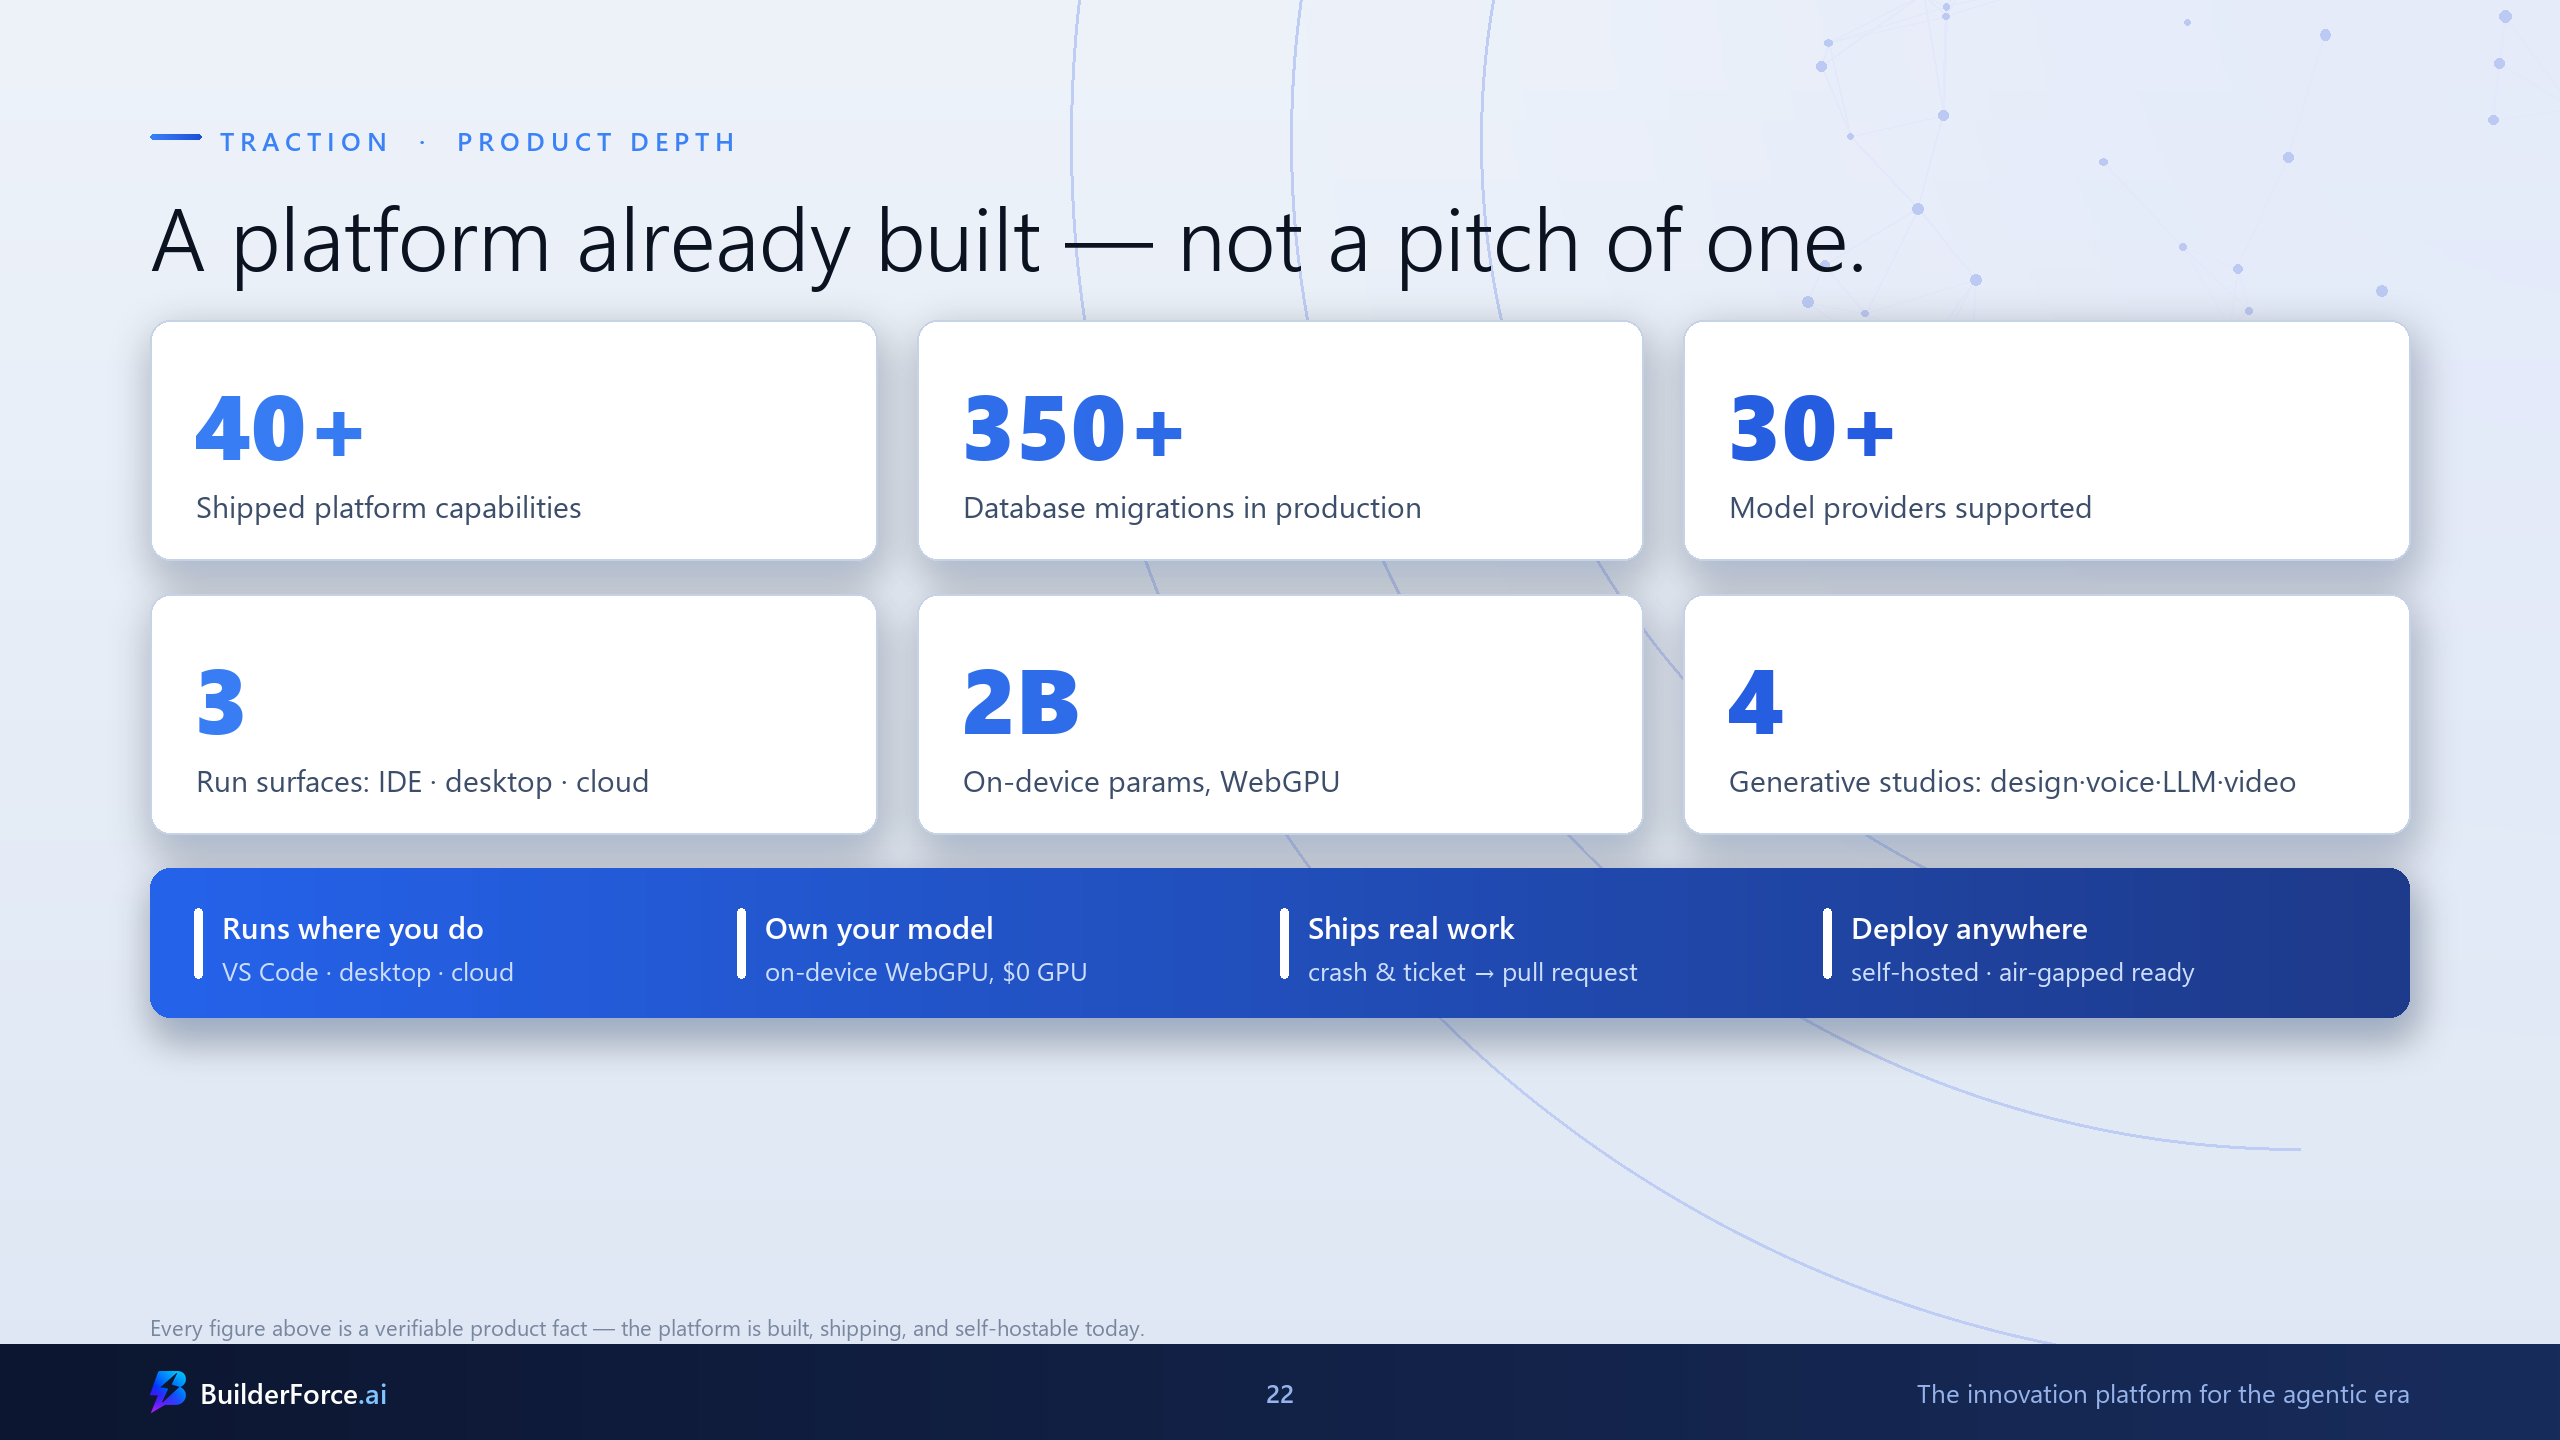 TRACTION · PRODUCT DEPTH
A platform already built — not a pitch of one.
40+
Shipped platform capabilities
350+
Database migrations in production
30+
Model providers supported
3
Run surfaces: IDE · desktop · cloud
2B
On-device params, WebGPU
4
Generative studios: design·voice·LLM·video
Runs where you do
VS Code · desktop · cloud
Own your model
on-device WebGPU, $0 GPU
Ships real work
crash & ticket → pull request
Deploy anywhere
self-hosted · air-gapped ready
Every figure above is a verifiable product fact — the platform is built, shipping, and self-hostable today.
BuilderForce.ai
22
The innovation platform for the agentic era